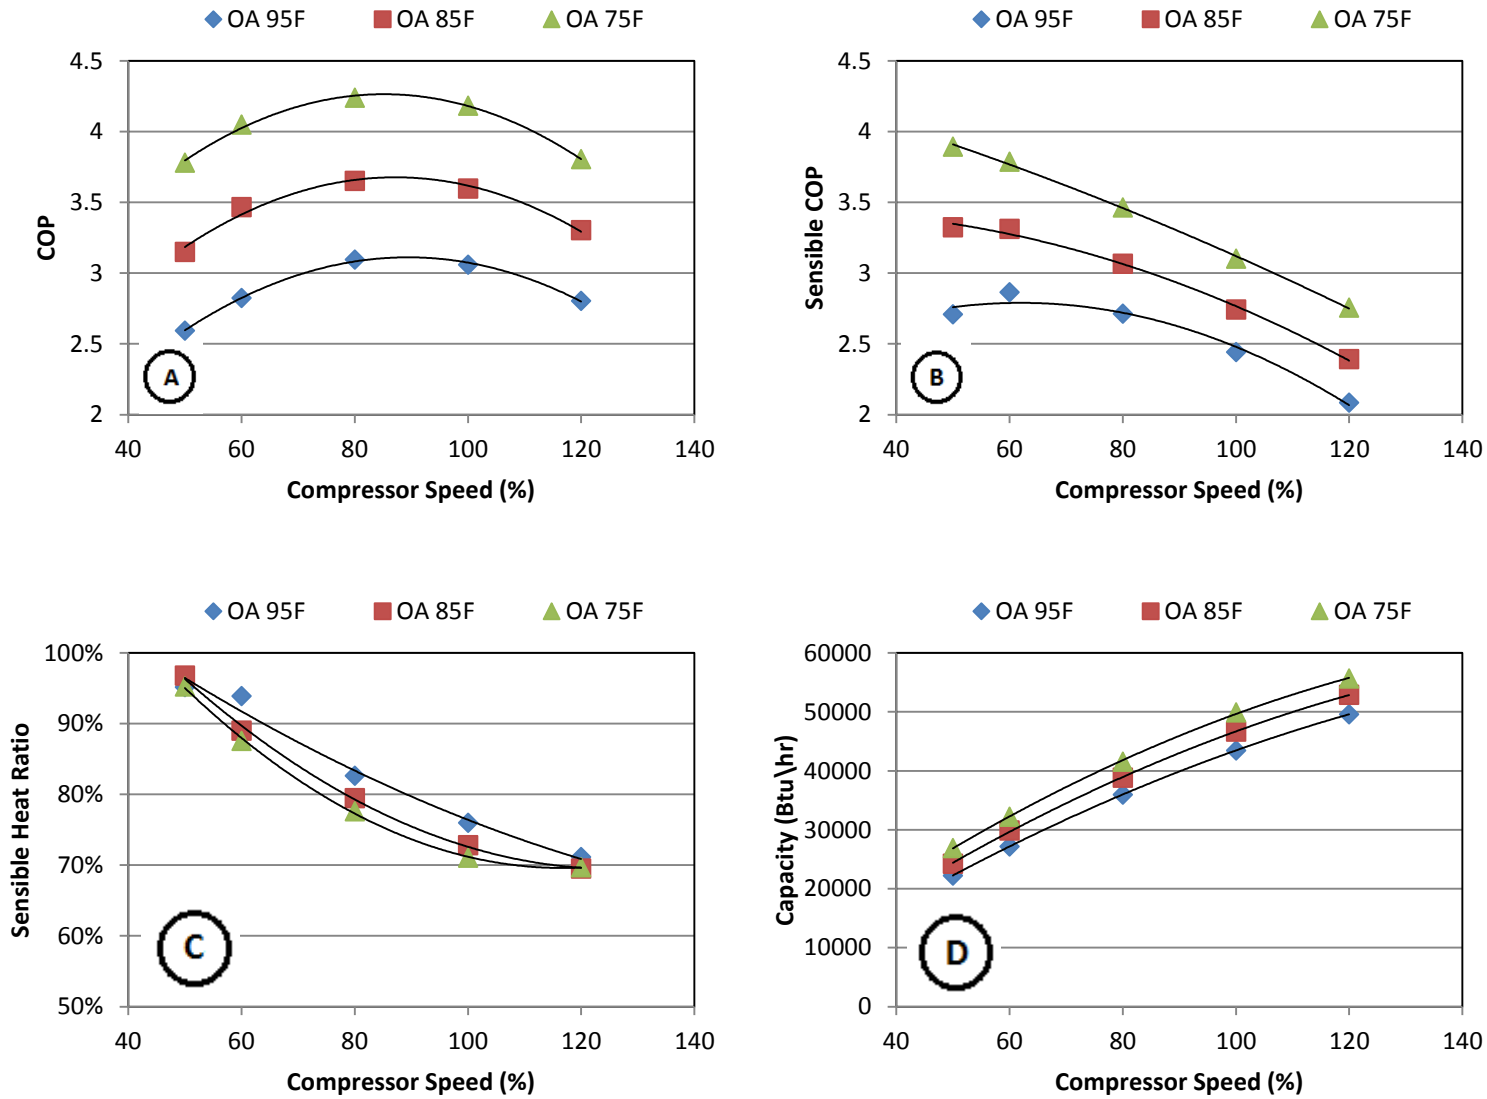 OA 95F OA 85F OA 75F
4.5
4
3.5
3
2.5
2
COP
A
40 60 80 100 120 140
Compressor Speed (%)
OA 95F OA 85F OA 75F
4.5
4
3.5
3
2.5
2
Sensible COP
B
40 60 80 100 120 140
Compressor Speed (%)
OA 95F OA 85F OA 75F
100%
90%
80%
70%
60%
50%
Sensible Heat Ratio
C
40 60 80 100 120 140
Compressor Speed (%)
OA 95F OA 85F OA 75F
60000
50000
40000
30000
20000
10000
0
Capacity (Btu\hr)
D
40 60 80 100 120 140
Compressor Speed (%)